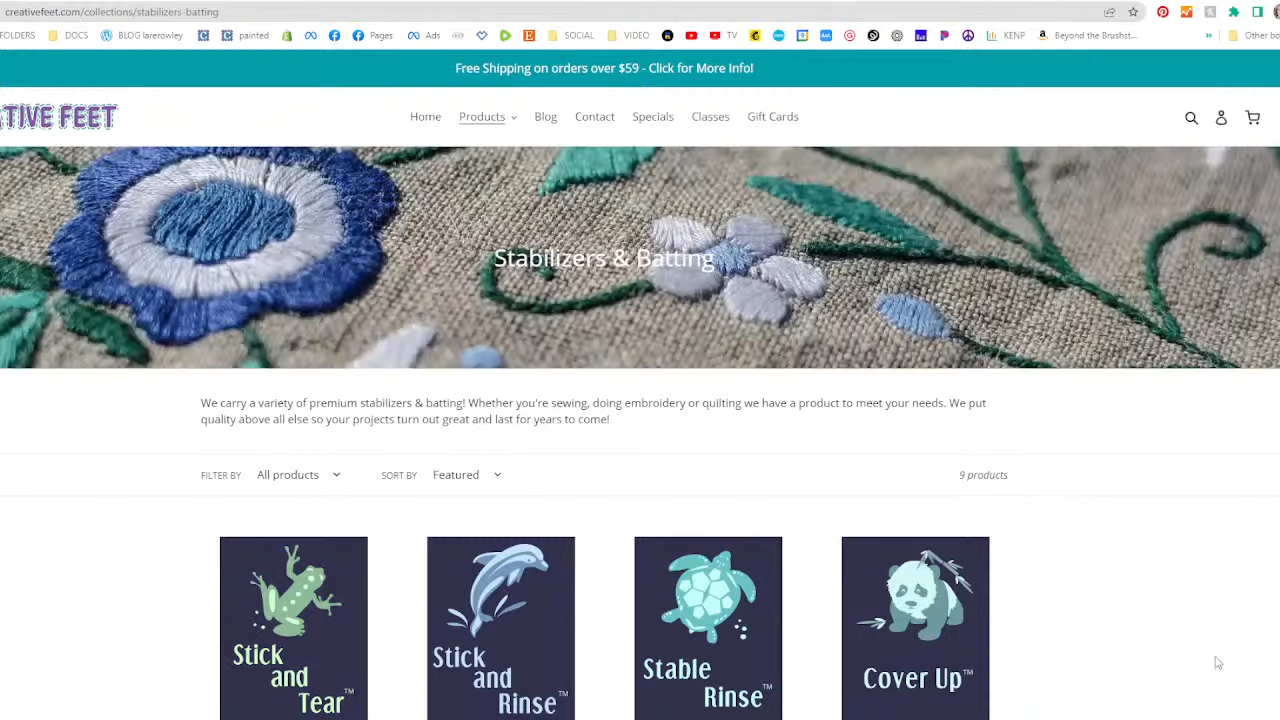 creativefeet.com/collections/stabilizers-batting
FOLDERS DOCS BLOG larerowley painted Pages Ads SOCIAL VIDEO TV KENP Beyond the Brushst... » Other bo
Free Shipping on orders over $59 - Click for More Info!
ATIVE FEET
Home Products Blog Contact Specials Classes Gift Cards
Stabilizers & Batting
We carry a variety of premium stabilizers & batting! Whether you're sewing, doing embroidery or quilting we have a product to meet your needs. We put
quality above all else so your projects turn out great and last for years to come!
FILTER BY All products SORT BY Featured 9 products
Stick
and
Tear™
Stick
and
Rinse™
Stable
Rinse™
Cover Up™